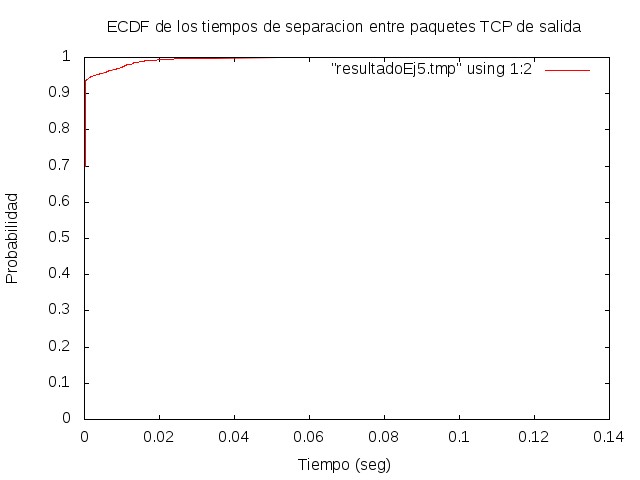 ECDF de los tiempos de separacion entre paquetes TCP de salida
"resultadoEj5.tmp" using 1:2
1
0.9
0.8
0.7
0.6
0.5
0.4
0.3
0.2
0.1
0
Probabilidad
0 0.02 0.04 0.06 0.08 0.1 0.12 0.14
Tiempo (seg)